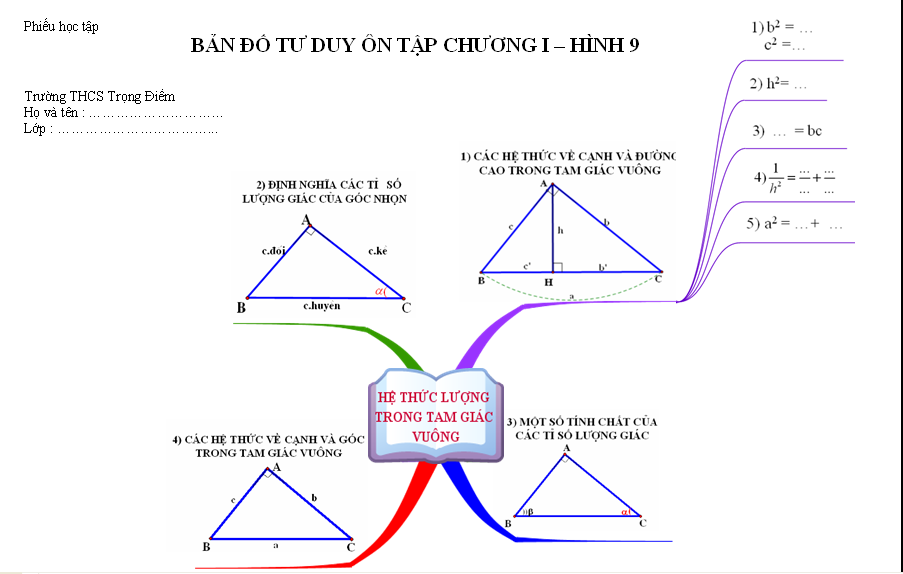 Phiếu học tập
BẢN ĐỒ TƯ DUY ÔN TẬP CHƯƠNG I – HÌNH 9
Trường THCS Trọng Điểm
Họ và tên : …………………………
Lớp : ………………………………
1) b² = …
c² =…
2) h²= …
3) … = bc
4) 1/h² = .../... + .../...
5) a² = …+ …
1) CÁC HỆ THỨC VỀ CẠNH VÀ ĐƯỜNG
CAO TRONG TAM GIÁC VUÔNG
A
c
h
b
c'
b'
B
H
C
a
2) ĐỊNH NGHĨA CÁC TỈ SỐ
LƯỢNG GIÁC CỦA GÓC NHỌN
A
c.đối
c.kề
α
B
c.huyền
C
HỆ THỨC LƯỢNG
TRONG TAM GIÁC
VUÔNG
3) MỘT SỐ TÍNH CHẤT CỦA
CÁC TỈ SỐ LƯỢNG GIÁC
A
β
α
B
C
4) CÁC HỆ THỨC VỀ CẠNH VÀ GÓC
TRONG TAM GIÁC VUÔNG
A
c
b
B
a
C